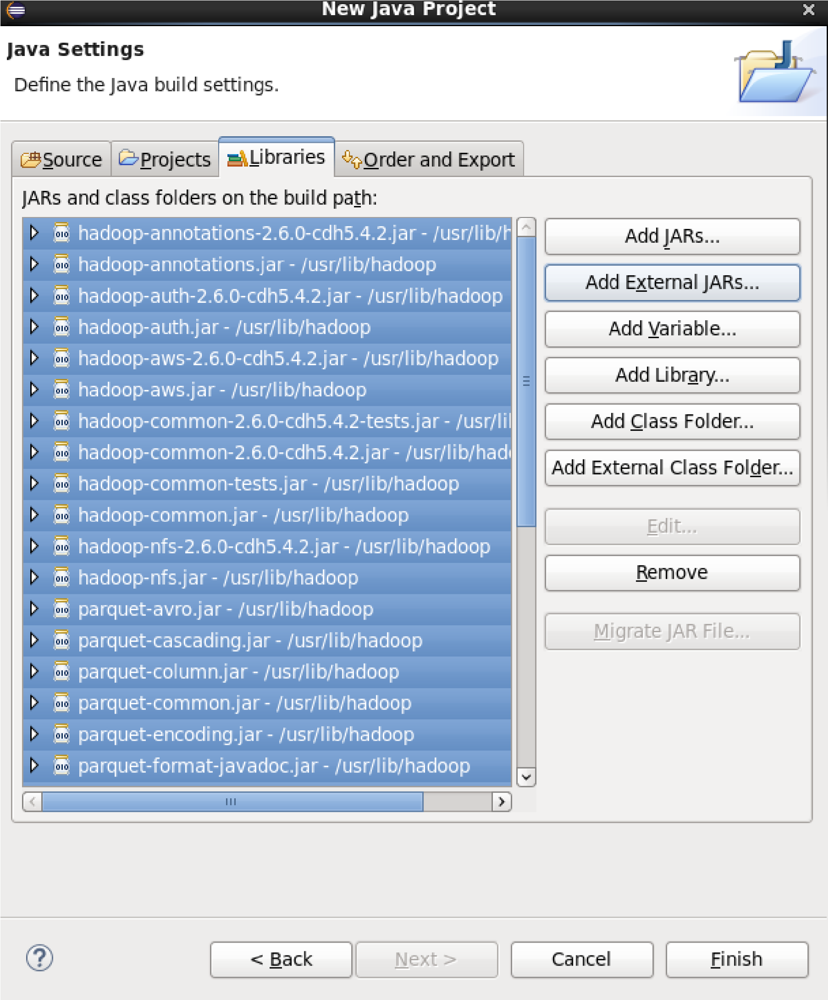 New Java Project
Java Settings
Define the Java build settings.
Source Projects Libraries Order and Export
JARs and class folders on the build path:
hadoop-annotations-2.6.0-cdh5.4.2.jar - /usr/lib/h
hadoop-annotations.jar - /usr/lib/hadoop
hadoop-auth-2.6.0-cdh5.4.2.jar - /usr/lib/hadoop
hadoop-auth.jar - /usr/lib/hadoop
hadoop-aws-2.6.0-cdh5.4.2.jar - /usr/lib/hadoop
hadoop-aws.jar - /usr/lib/hadoop
hadoop-common-2.6.0-cdh5.4.2-tests.jar - /usr/lil
hadoop-common-2.6.0-cdh5.4.2.jar - /usr/lib/hado
hadoop-common-tests.jar - /usr/lib/hadoop
hadoop-common.jar - /usr/lib/hadoop
hadoop-nfs-2.6.0-cdh5.4.2.jar - /usr/lib/hadoop
hadoop-nfs.jar - /usr/lib/hadoop
parquet-avro.jar - /usr/lib/hadoop
parquet-cascading.jar - /usr/lib/hadoop
parquet-column.jar - /usr/lib/hadoop
parquet-common.jar - /usr/lib/hadoop
parquet-encoding.jar - /usr/lib/hadoop
parquet-format-javadoc.jar - /usr/lib/hadoop
Add JARs...
Add External JARs...
Add Variable...
Add Library...
Add Class Folder...
Add External Class Folder...
Edit...
Remove
Migrate JAR File...
? < Back Next > Cancel Finish